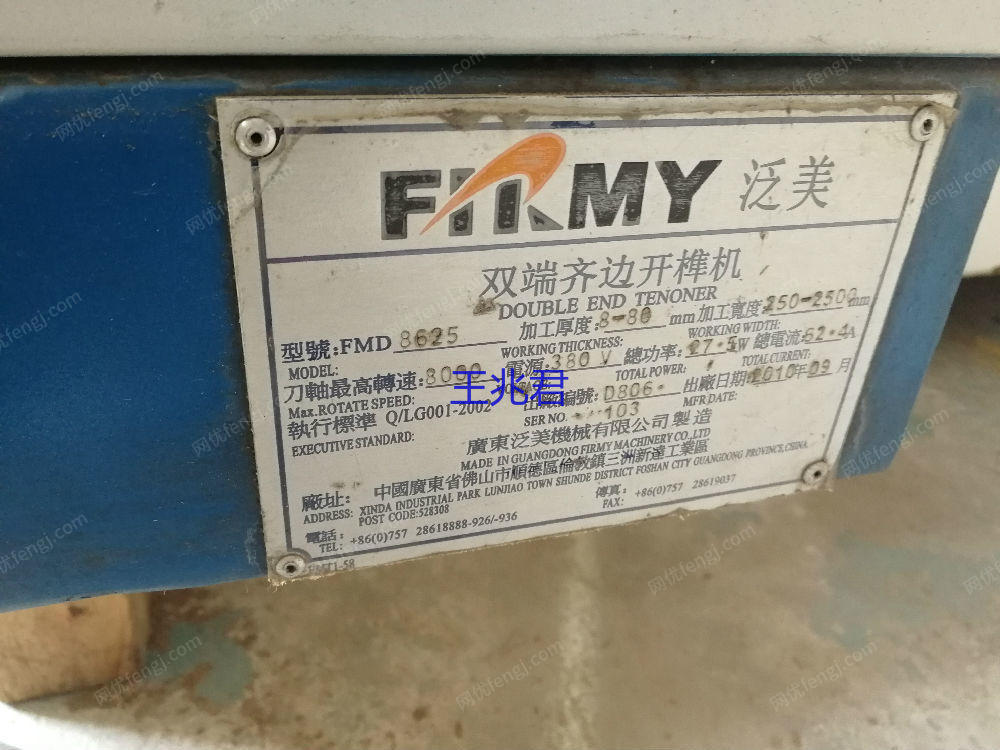 FIRMY 泛美
双端齐边开榫机
DOUBLE END TENONER
型號:FMD 8625 加工厚度:8-80 mm 加工寬度:250-2500 mm
MODEL: WORKING THICKNESS: WORKING WIDTH:
刀軸最高轉速:8000 電源:380 V 總功率: 27.5 W 總電流:52.4 A
Max.ROTATE SPEED: TOTAL POWER: TOTAL CURRENT:
執行標準 Q/LG001-2002 出廠編號: D806 103 出廠日期:2010年09月
EXECUTIVE STANDARD: SER NO. MFR DATE:
王兆君
廣東泛美機械有限公司製造
MADE IN GUANGDONG FIRMY MACHINERY CO.,LTD
廠址: 中國廣東省佛山市順德區倫敎鎮三洲新達工業區
ADDRESS: XINDA INDUSTRIAL PARK LUNJIAO TOWN SHUNDE DISTRICT FOSHAN CITY GUANGDONG PROVINCE,CHINA.
POST CODE:528308
電話: +86(0)757 28618888-926/-936 傳真: +86(0)757 28619037
TEL: FAX:
网优fengj.com